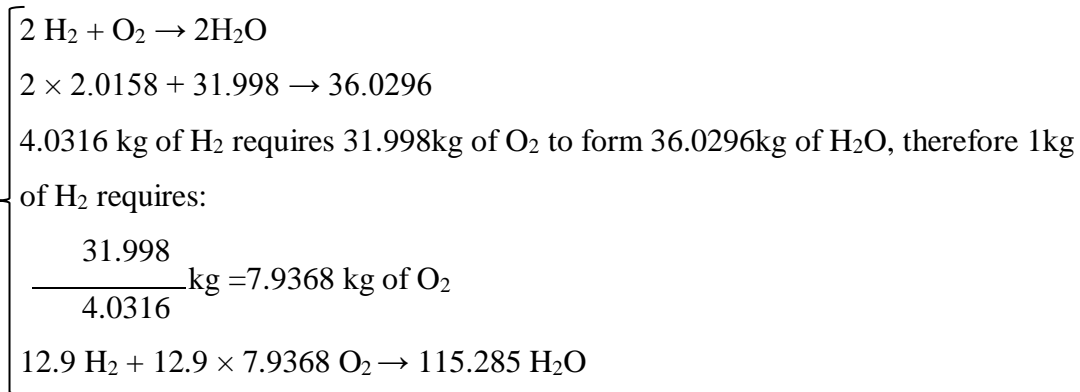 2 H₂ + O₂ → 2H₂O
2 × 2.0158 + 31.998 → 36.0296
4.0316 kg of H₂ requires 31.998kg of O₂ to form 36.0296kg of H₂O, therefore 1kg
of H₂ requires:
31.998
kg =7.9368 kg of O₂
4.0316
12.9 H₂ + 12.9 × 7.9368 O₂ → 115.285 H₂O